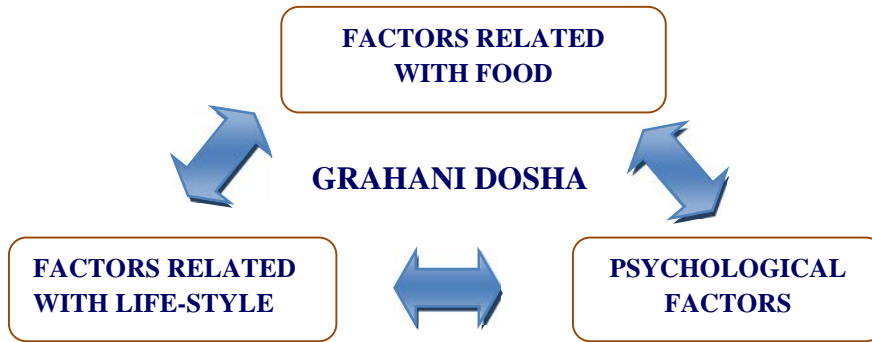 FACTORS RELATED
WITH FOOD
GRAHANI DOSHA
FACTORS RELATED
WITH LIFE-STYLE
PSYCHOLOGICAL
FACTORS